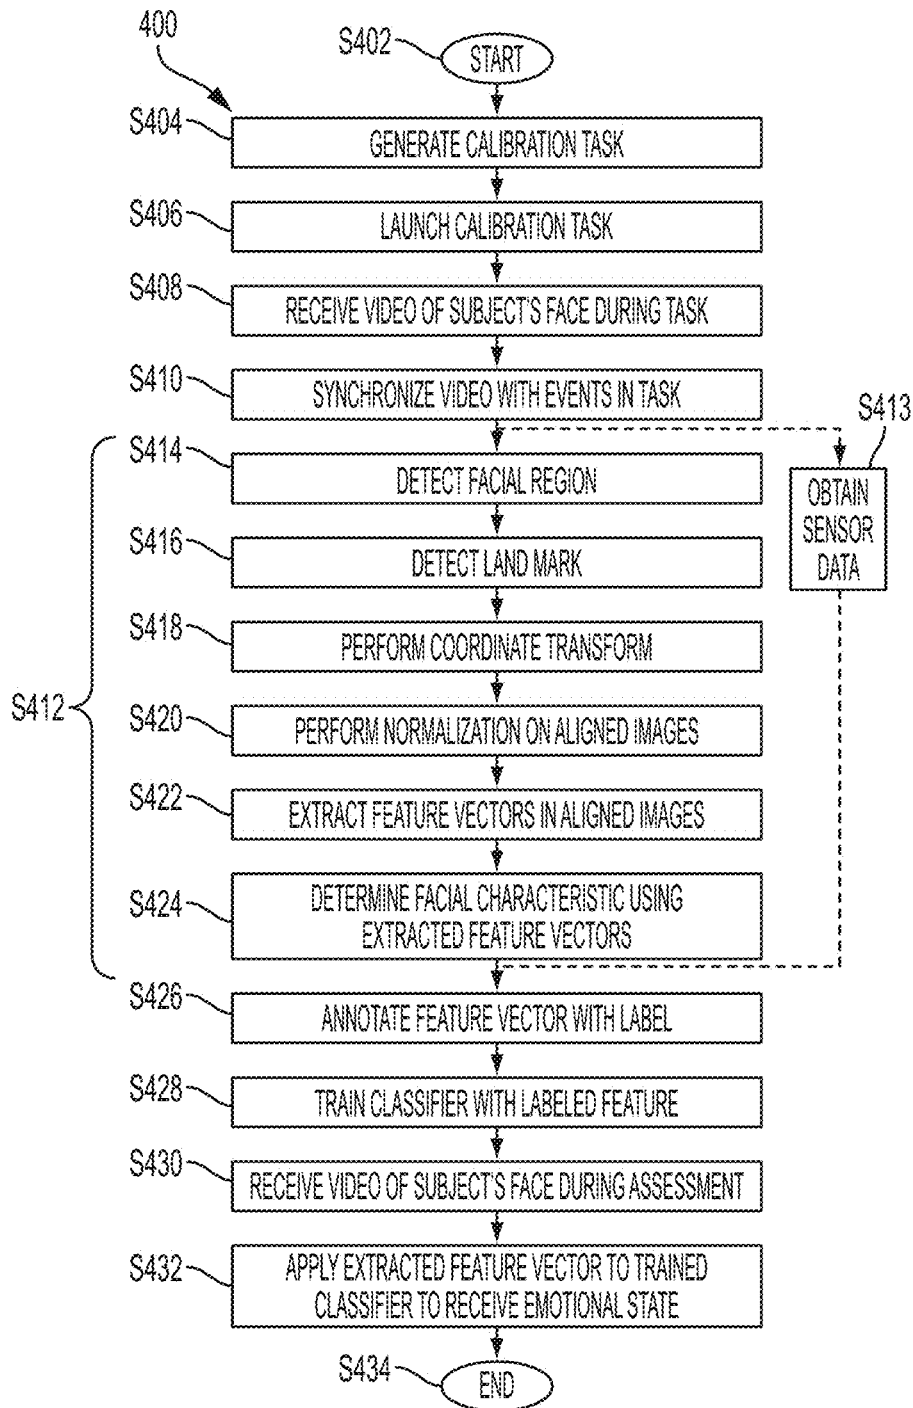 400
S402
START
S404
GENERATE CALIBRATION TASK
S406
LAUNCH CALIBRATION TASK
S408
RECEIVE VIDEO OF SUBJECT'S FACE DURING TASK
S410
SYNCHRONIZE VIDEO WITH EVENTS IN TASK
S413
OBTAIN
SENSOR
DATA
S412
S414
DETECT FACIAL REGION
S416
DETECT LAND MARK
S418
PERFORM COORDINATE TRANSFORM
S420
PERFORM NORMALIZATION ON ALIGNED IMAGES
S422
EXTRACT FEATURE VECTORS IN ALIGNED IMAGES
S424
DETERMINE FACIAL CHARACTERISTIC USING
EXTRACTED FEATURE VECTORS
S426
ANNOTATE FEATURE VECTOR WITH LABEL
S428
TRAIN CLASSIFIER WITH LABELED FEATURE
S430
RECEIVE VIDEO OF SUBJECT'S FACE DURING ASSESSMENT
S432
APPLY EXTRACTED FEATURE VECTOR TO TRAINED
CLASSIFIER TO RECEIVE EMOTIONAL STATE
S434
END